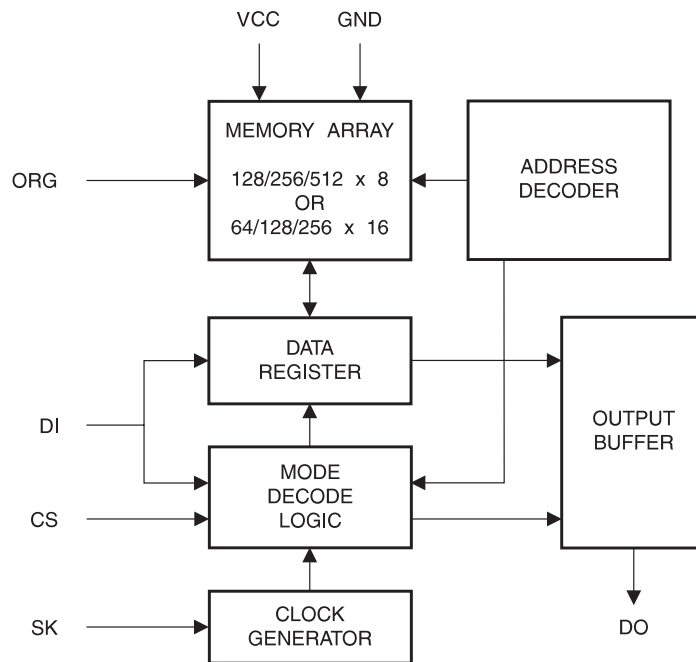 VCC
GND
MEMORY ARRAY
128/256/512 x 8
OR
64/128/256 x 16
ADDRESS
DECODER
ORG
DATA
REGISTER
DI
OUTPUT
BUFFER
MODE
DECODE
LOGIC
CS
CLOCK
GENERATOR
SK
DO